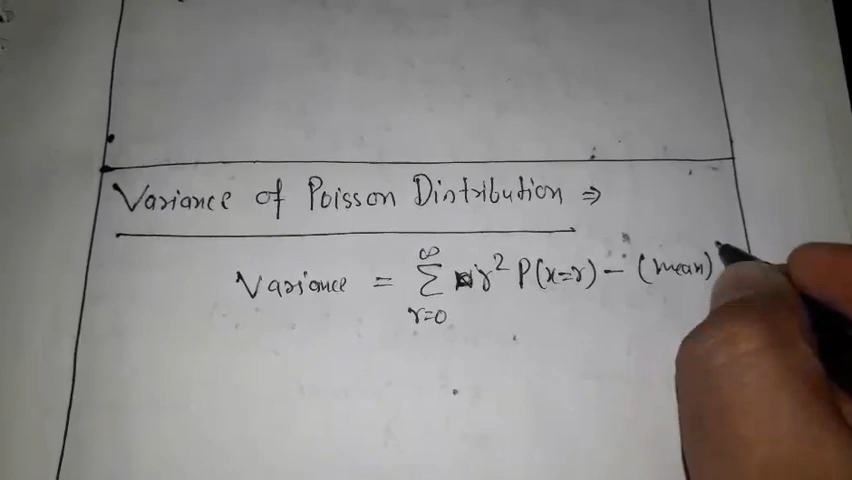 Variance of Poisson Distribution ⇒
Variance = ∑_{r=0}^{∞} r² P(x=r) - (mean)